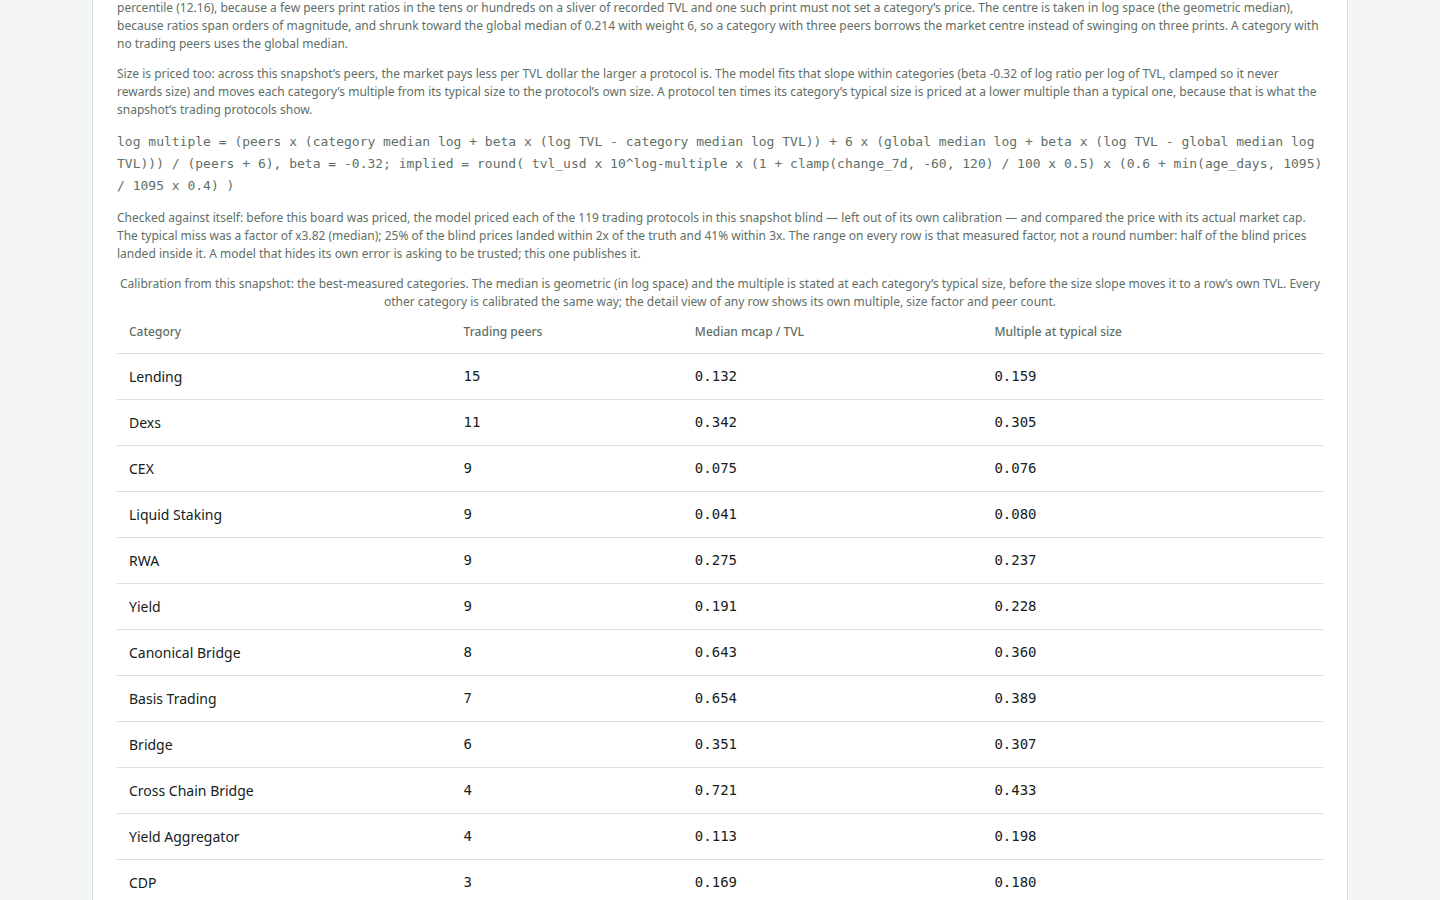 percentile (12.16), because a few peers print ratios in the tens or hundreds on a sliver of recorded TVL and one such print must not set a category's price. The centre is taken in log space (the geometric median),
because ratios span orders of magnitude, and shrunk toward the global median of 0.214 with weight 6, so a category with three peers borrows the market centre instead of swinging on three prints. A category with
no trading peers uses the global median.
Size is priced too: across this snapshot's peers, the market pays less per TVL dollar the larger a protocol is. The model fits that slope within categories (beta -0.32 of log ratio per log of TVL, clamped so it never
rewards size) and moves each category's multiple from its typical size to the protocol's own size. A protocol ten times its category's typical size is priced at a lower multiple than a typical one, because that is what the
snapshot's trading protocols show.
log multiple = (peers x (category median log + beta x (log TVL - category median log TVL)) + 6 x (global median log + beta x (log TVL - global median log
TVL))) / (peers + 6), beta = -0.32; implied = round( tvl_usd x 10^log-multiple x (1 + clamp(change_7d, -60, 120) / 100 x 0.5) x (0.6 + min(age_days, 1095)
/ 1095 x 0.4) )
Checked against itself: before this board was priced, the model priced each of the 119 trading protocols in this snapshot blind — left out of its own calibration — and compared the price with its actual market cap.
The typical miss was a factor of x3.82 (median); 25% of the blind prices landed within 2x of the truth and 41% within 3x. The range on every row is that measured factor, not a round number: half of the blind prices
landed inside it. A model that hides its own error is asking to be trusted; this one publishes it.
Calibration from this snapshot: the best-measured categories. The median is geometric (in log space) and the multiple is stated at each category's typical size, before the size slope moves it to a row's own TVL. Every
other category is calibrated the same way; the detail view of any row shows its own multiple, size factor and peer count.
Category Trading peers Median mcap / TVL Multiple at typical size
Lending 15 0.132 0.159
Dexs 11 0.342 0.305
CEX 9 0.075 0.076
Liquid Staking 9 0.041 0.080
RWA 9 0.275 0.237
Yield 9 0.191 0.228
Canonical Bridge 8 0.643 0.360
Basis Trading 7 0.654 0.389
Bridge 6 0.351 0.307
Cross Chain Bridge 4 0.721 0.433
Yield Aggregator 4 0.113 0.198
CDP 3 0.169 0.180